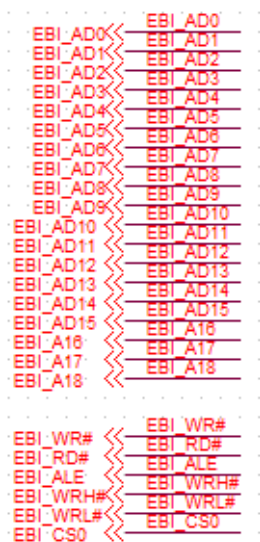 EBI_AD0 EBI_AD0
EBI_AD1 EBI_AD1
EBI_AD2 EBI_AD2
EBI_AD3 EBI_AD3
EBI_AD4 EBI_AD4
EBI_AD5 EBI_AD5
EBI_AD6 EBI_AD6
EBI_AD7 EBI_AD7
EBI_AD8 EBI_AD8
EBI_AD9 EBI_AD9
EBI_AD10 EBI_AD10
EBI_AD11 EBI_AD11
EBI_AD12 EBI_AD12
EBI_AD13 EBI_AD13
EBI_AD14 EBI_AD14
EBI_AD15 EBI_AD15
EBI_A16 EBI_A16
EBI_A17 EBI_A17
EBI_A18 EBI_A18
EBI_WR# EBI_WR#
EBI_RD# EBI_RD#
EBI_ALE EBI_ALE
EBI_WRH# EBI_WRH#
EBI_WRL# EBI_WRL#
EBI_CS0 EBI_CS0